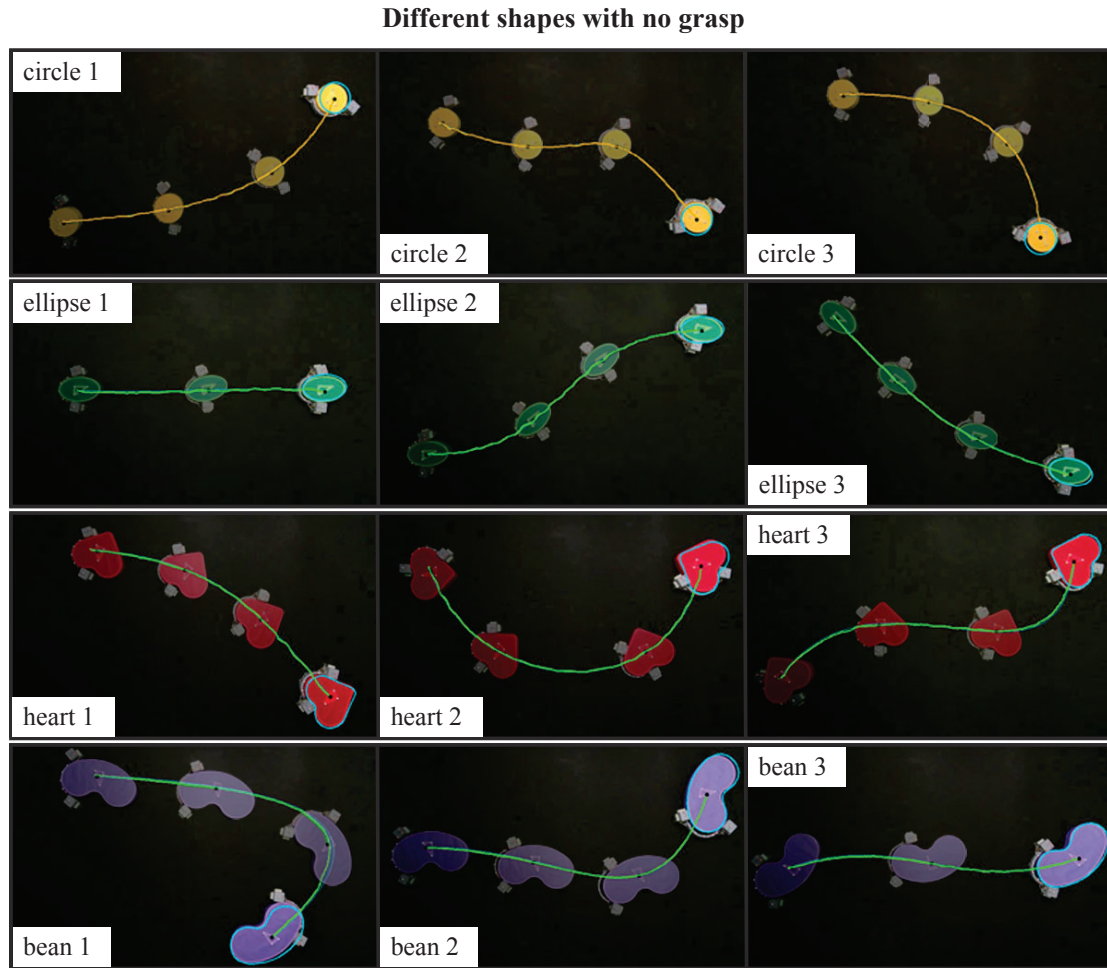 Different shapes with no grasp
circle 1
circle 2
circle 3
ellipse 1
ellipse 2
ellipse 3
heart 1
heart 2
heart 3
bean 1
bean 2
bean 3